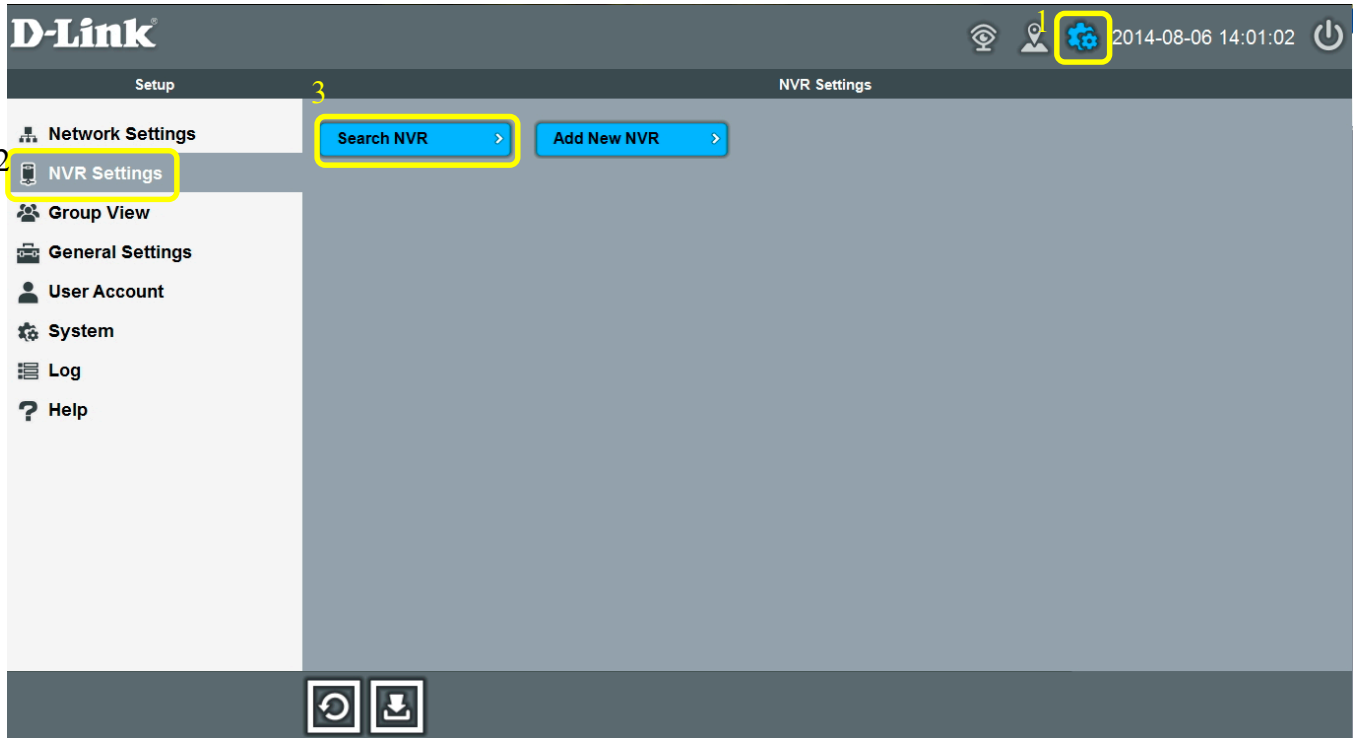 D-Link
1
2014-08-06 14:01:02
Setup
NVR Settings
3
Network Settings
Search NVR
Add New NVR
2
NVR Settings
Group View
General Settings
User Account
System
Log
? Help